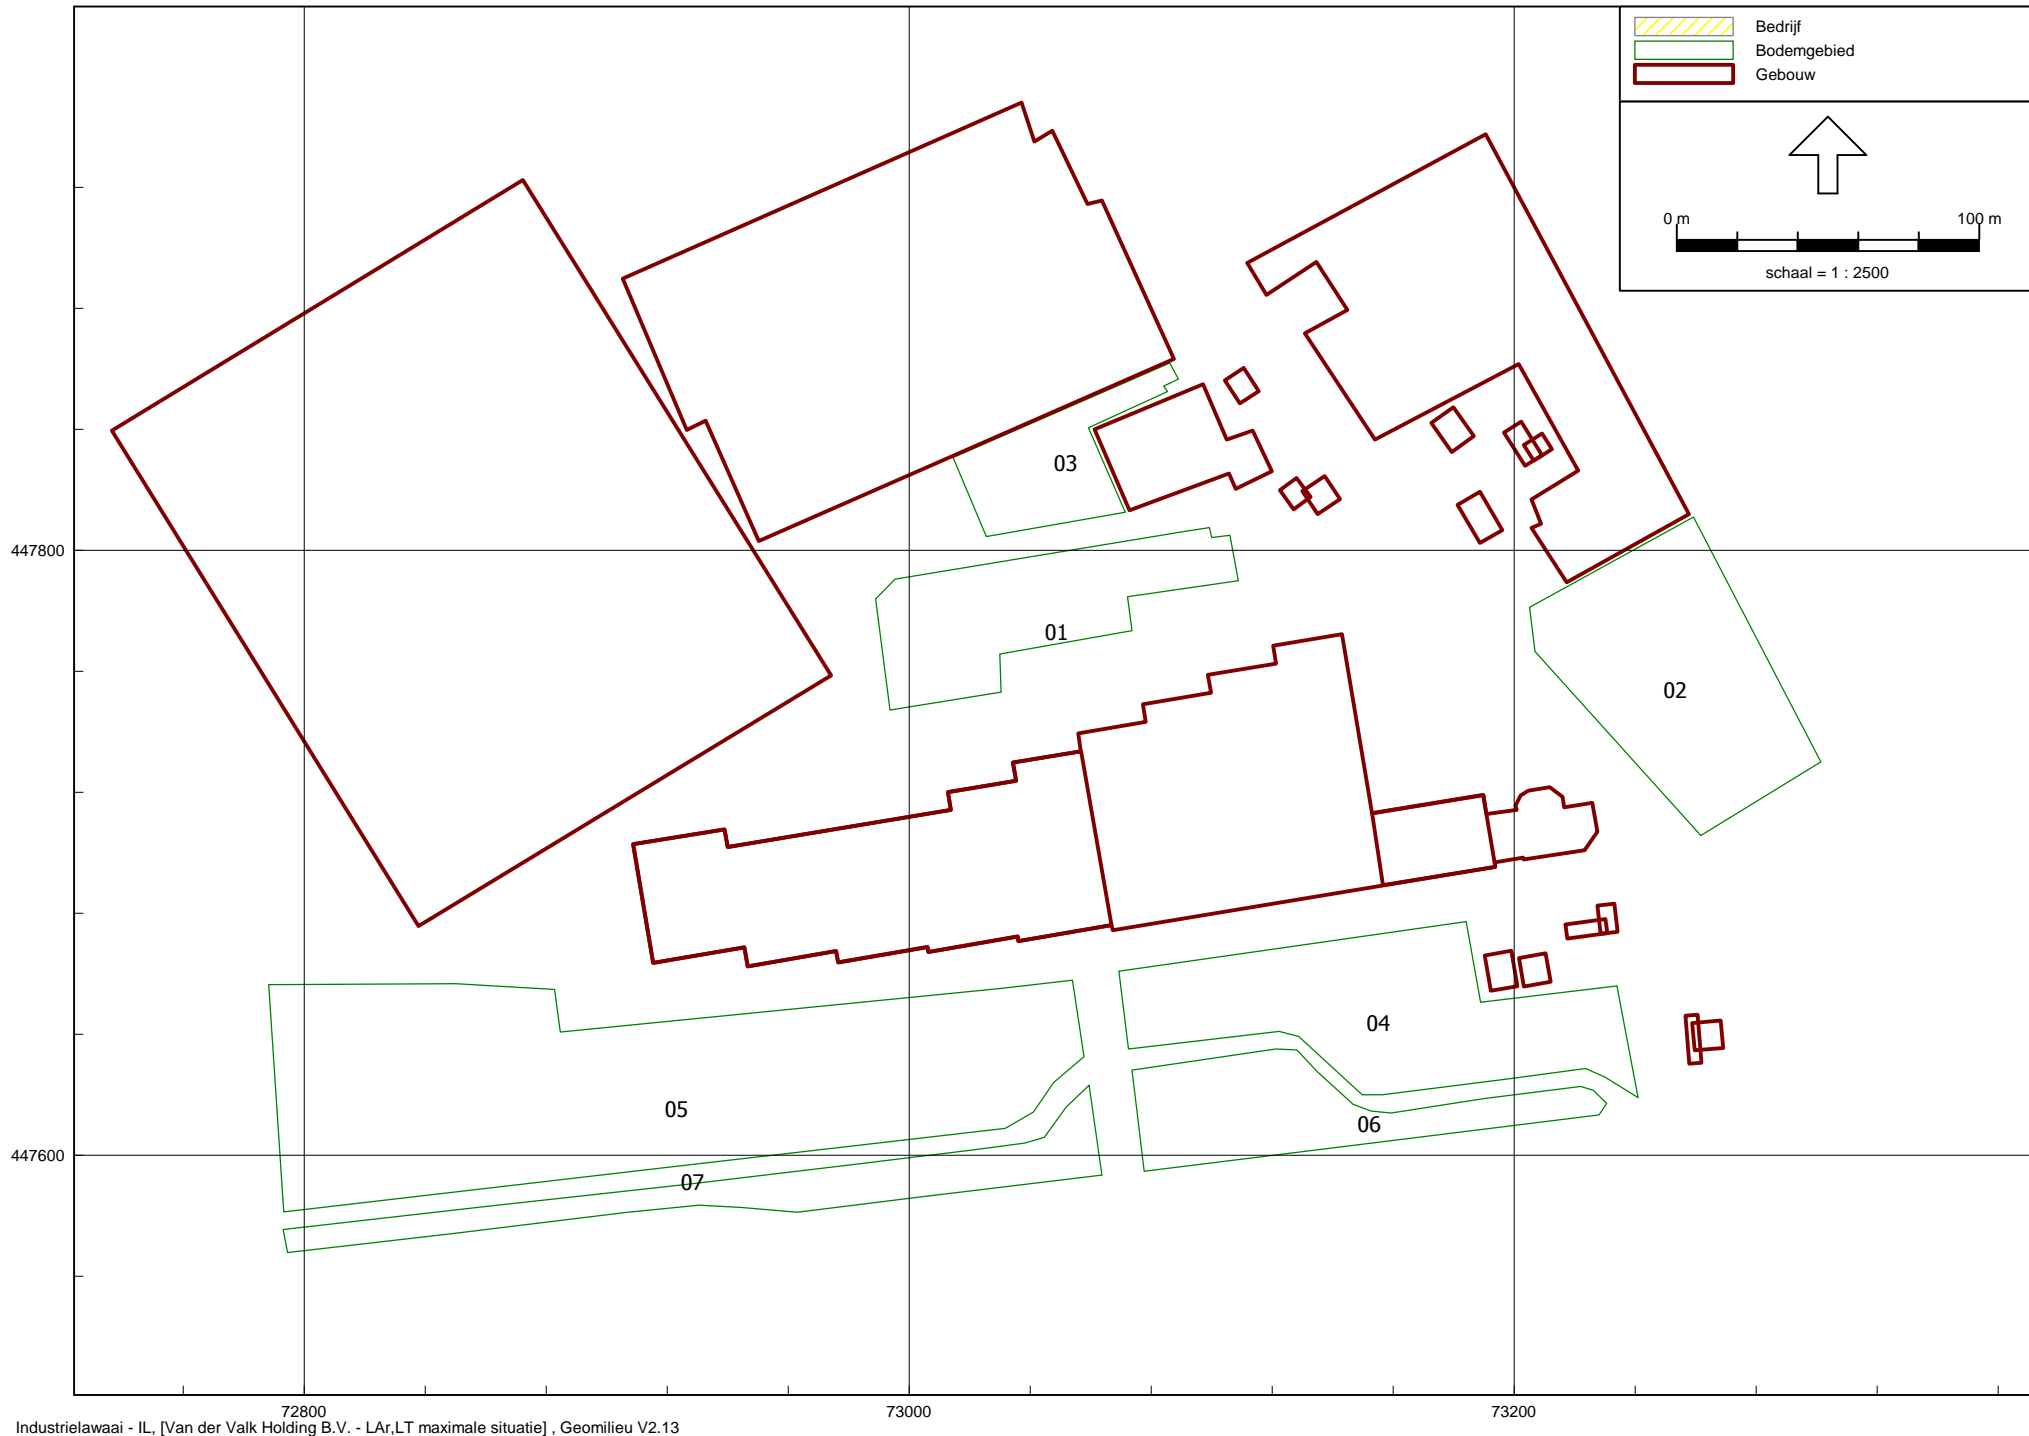 Bedrijf
Bodemgebied
Gebouw
0 m 100 m
schaal = 1 : 2500
03
447800
01
02
04
05
06
447600
07
72800 73000 73200
Industrielawaai - IL, [Van der Valk Holding B.V. - LAr,LT maximale situatie] , Geomilieu V2.13